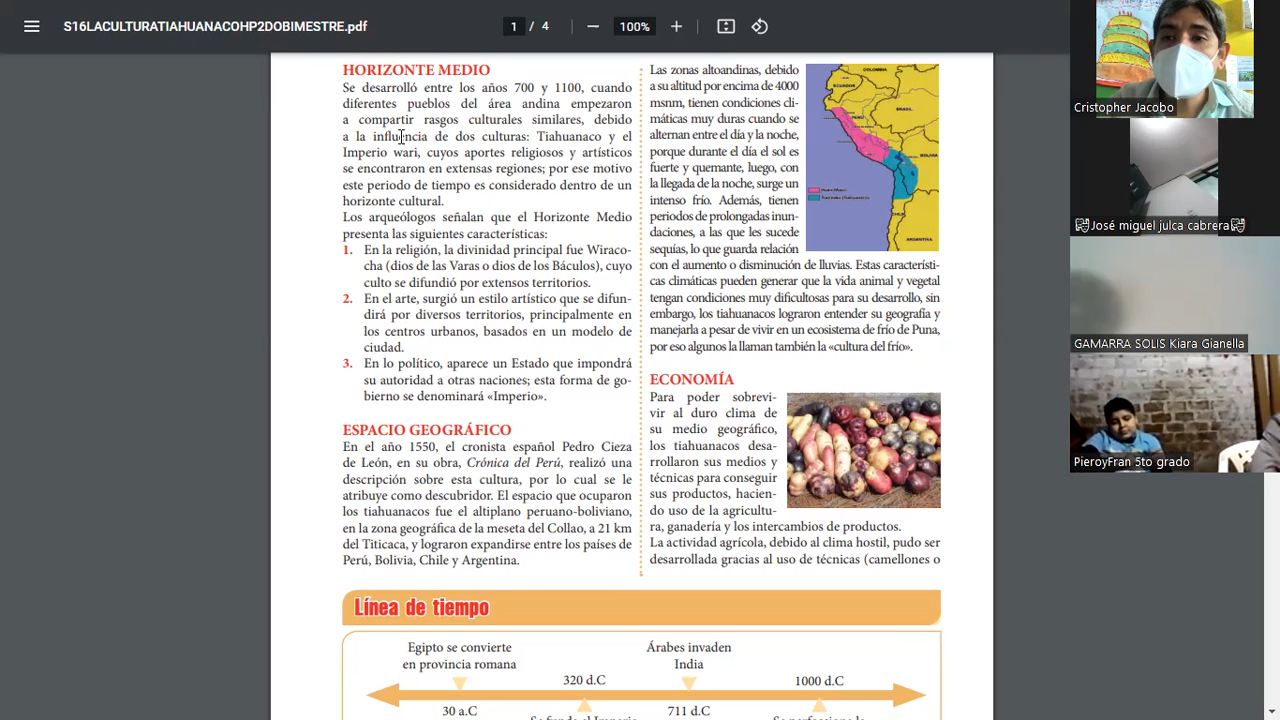 S16LACULTURATIAHUANACOHP2DOBIMESTRE.pdf
1 / 4
100%
HORIZONTE MEDIO
Se desarrolló entre los años 700 y 1100, cuando
diferentes pueblos del área andina empezaron
a compartir rasgos culturales similares, debido
a la influencia de dos culturas: Tiahuanaco y el
Imperio wari, cuyos aportes religiosos y artísticos
se encontraron en extensas regiones; por ese motivo
este periodo de tiempo es considerado dentro de un
horizonte cultural.
Los arqueólogos señalan que el Horizonte Medio
presenta las siguientes características:
1. En la religión, la divinidad principal fue Wiraco-
cha (dios de las Varas o dios de los Báculos), cuyo
culto se difundió por extensos territorios.
2. En el arte, surgió un estilo artístico que se difun-
dirá por diversos territorios, principalmente en
los centros urbanos, basados en un modelo de
ciudad.
3. En lo político, aparece un Estado que impondrá
su autoridad a otras naciones; esta forma de go-
bierno se denominará «Imperio».
ESPACIO GEOGRÁFICO
En el año 1550, el cronista español Pedro Cieza
de León, en su obra, Crónica del Perú, realizó una
descripción sobre esta cultura, por lo cual se le
atribuye como descubridor. El espacio que ocuparon
los tiahuanacos fue el altiplano peruano-boliviano,
en la zona geográfica de la meseta del Collao, a 21 km
del Titicaca, y lograron expandirse entre los países de
Perú, Bolivia, Chile y Argentina.
Las zonas altoandinas, debido
a su altitud por encima de 4000
msnm, tienen condiciones cli-
máticas muy duras cuando se
alternan entre el día y la noche,
porque durante el día el sol es
fuerte y quemante, luego, con
la llegada de la noche, surge un
intenso frío. Además, tienen
periodos de prolongadas inun-
daciones, a las que les sucede
sequías, lo que guarda relación
con el aumento o disminución de lluvias. Estas característi-
cas climáticas pueden generar que la vida animal y vegetal
tengan condiciones muy dificultosas para su desarrollo, sin
embargo, los tiahuanacos lograron entender su geografía y
manejarla a pesar de vivir en un ecosistema de frío de Puna,
por eso algunos la llaman también la «cultura del frío».
COLOMBIA
ECUADOR
BRASIL
PERÚ
BOLIVIA
CHILE
ARGENTINA
ECONOMÍA
Para poder sobrevi-
vir al duro clima de
su medio geográfico,
los tiahuanacos desa-
rrollaron sus medios y
técnicas para conseguir
sus productos, hacien-
do uso de la agricultu-
ra, ganadería y los intercambios de productos.
La actividad agrícola, debido al clima hostil, pudo ser
desarrollada gracias al uso de técnicas (camellones o
Línea de tiempo
Egipto se convierte
en provincia romana
Árabes invaden
India
320 d.C
1000 d.C
30 a.C
711 d.C
Cristopher Jacobo
José miguel julca cabrera
GAMARRA SOLIS Kiara Gianella
PieroyFran 5to grado